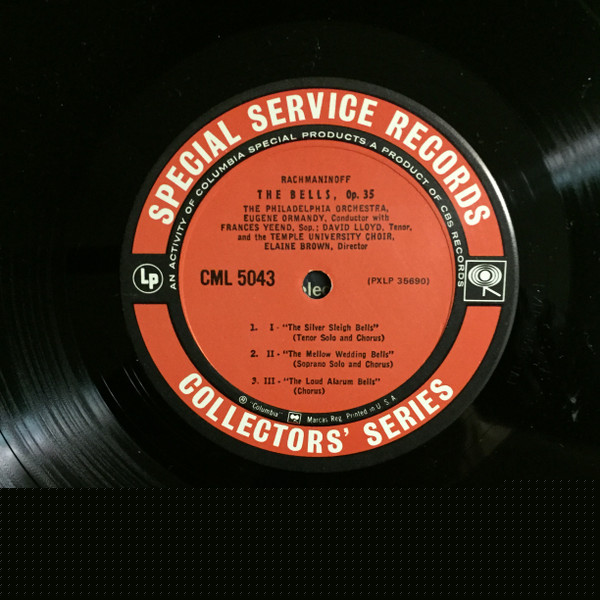 SPECIAL SERVICE RECORDS
AN ACTIVITY OF COLUMBIA SPECIAL PRODUCTS A PRODUCT OF CBS RECORDS
RACHMANINOFF
THE BELLS, Op. 35
THE PHILADELPHIA ORCHESTRA,
EUGENE ORMANDY, Conductor with
FRANCES YEEND, Sop.; DAVID LLOYD, Tenor,
and the TEMPLE UNIVERSITY CHOIR,
ELAINE BROWN, Director
LP
CML 5043
(PXLP 35690)
1. I - "The Silver Sleigh Bells"
(Tenor Solo and Chorus)
2. II - "The Mellow Wedding Bells"
(Soprano Solo and Chorus)
3. III - "The Loud Alarum Bells"
(Chorus)
® "Columbia" Marcas Reg. Printed in U.S.A
COLLECTORS' SERIES